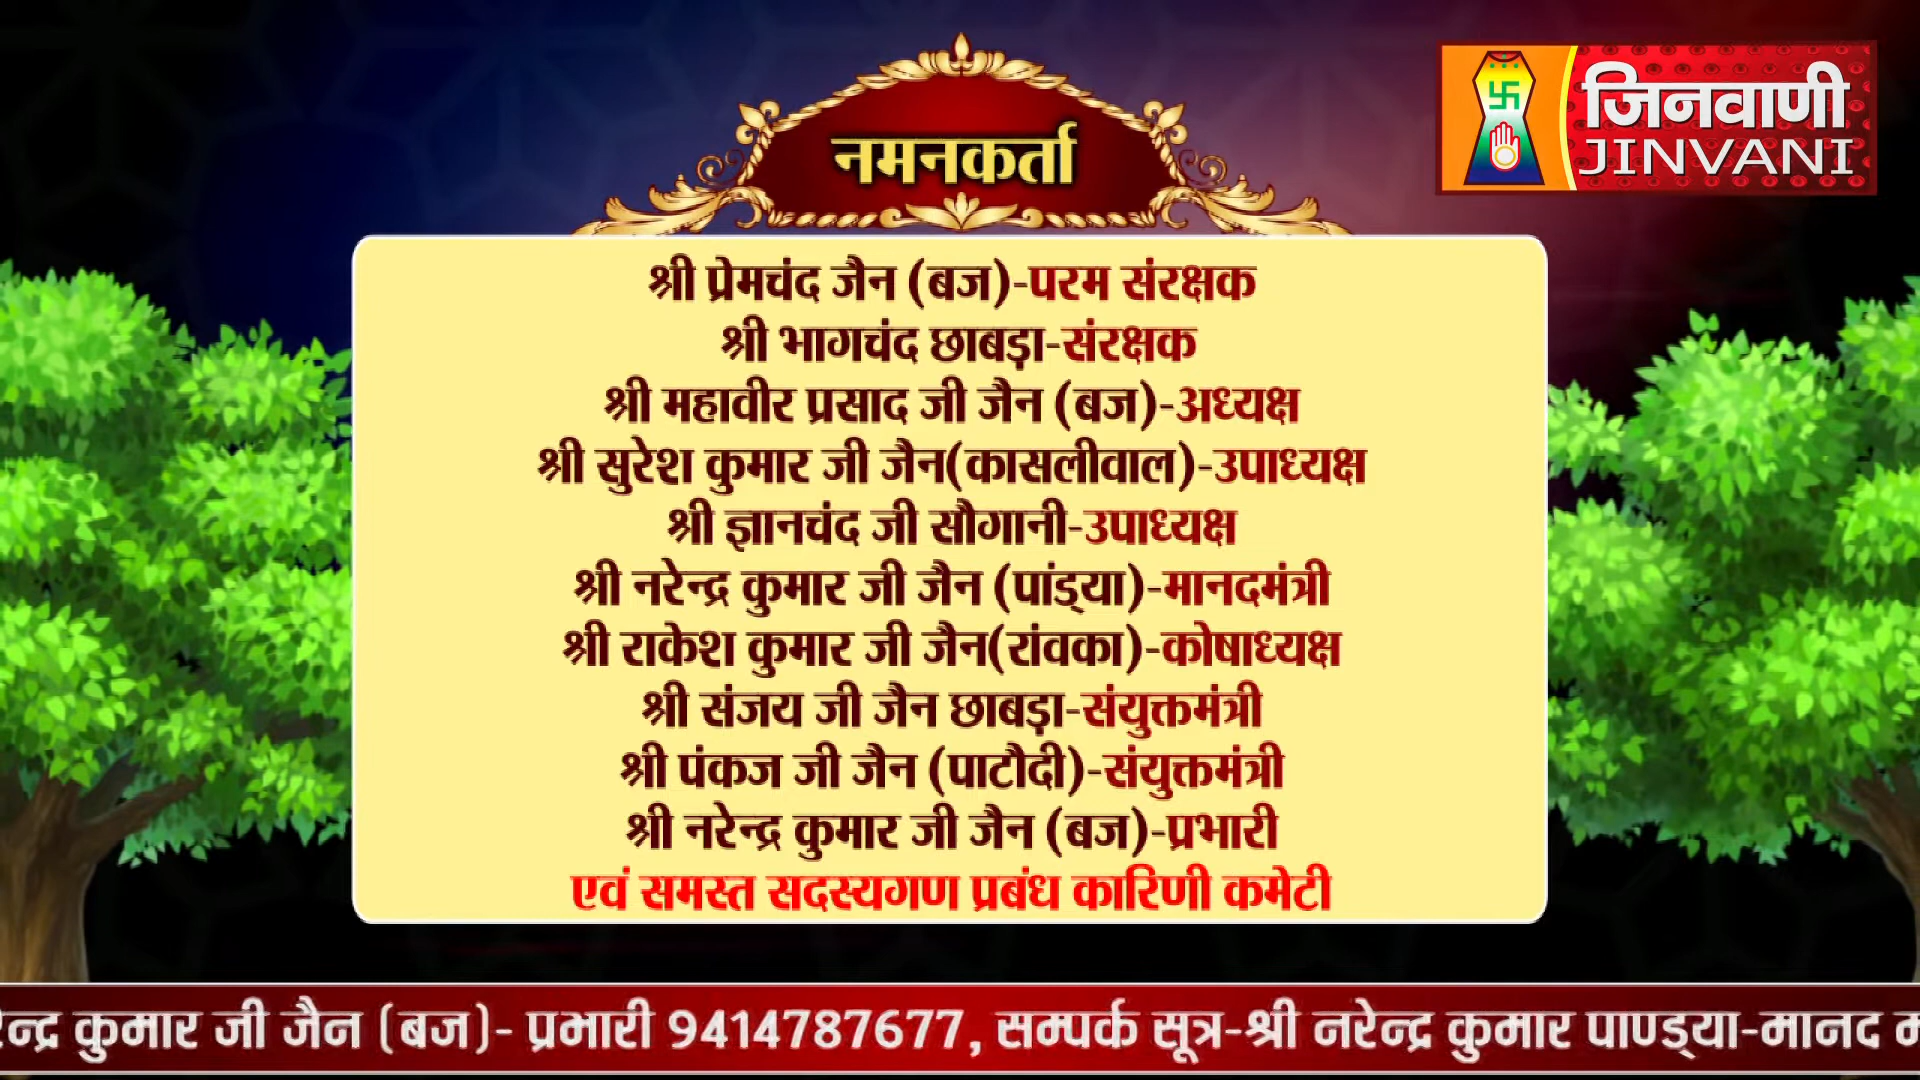 नमनकर्ता
जिनवाणी
JINVANI
श्री प्रेमचंद जैन (बज)-परम संरक्षक
श्री भागचंद छाबड़ा-संरक्षक
श्री महावीर प्रसाद जी जैन (बज)-अध्यक्ष
श्री सुरेश कुमार जी जैन(कासलीवाल)-उपाध्यक्ष
श्री ज्ञानचंद जी सौगानी-उपाध्यक्ष
श्री नरेन्द्र कुमार जी जैन (पांड्या)-मानदमंत्री
श्री राकेश कुमार जी जैन(रांवका)-कोषाध्यक्ष
श्री संजय जी जैन छाबड़ा-संयुक्तमंत्री
श्री पंकज जी जैन (पाटौदी)-संयुक्तमंत्री
श्री नरेन्द्र कुमार जी जैन (बज)-प्रभारी
एवं समस्त सदस्यगण प्रबंध कारिणी कमेटी
कुमार जी जैन (बज)- प्रभारी 9414787677, सम्पर्क सूत्र-श्री नरेन्द्र कुमार पाण्ड्या-मानद